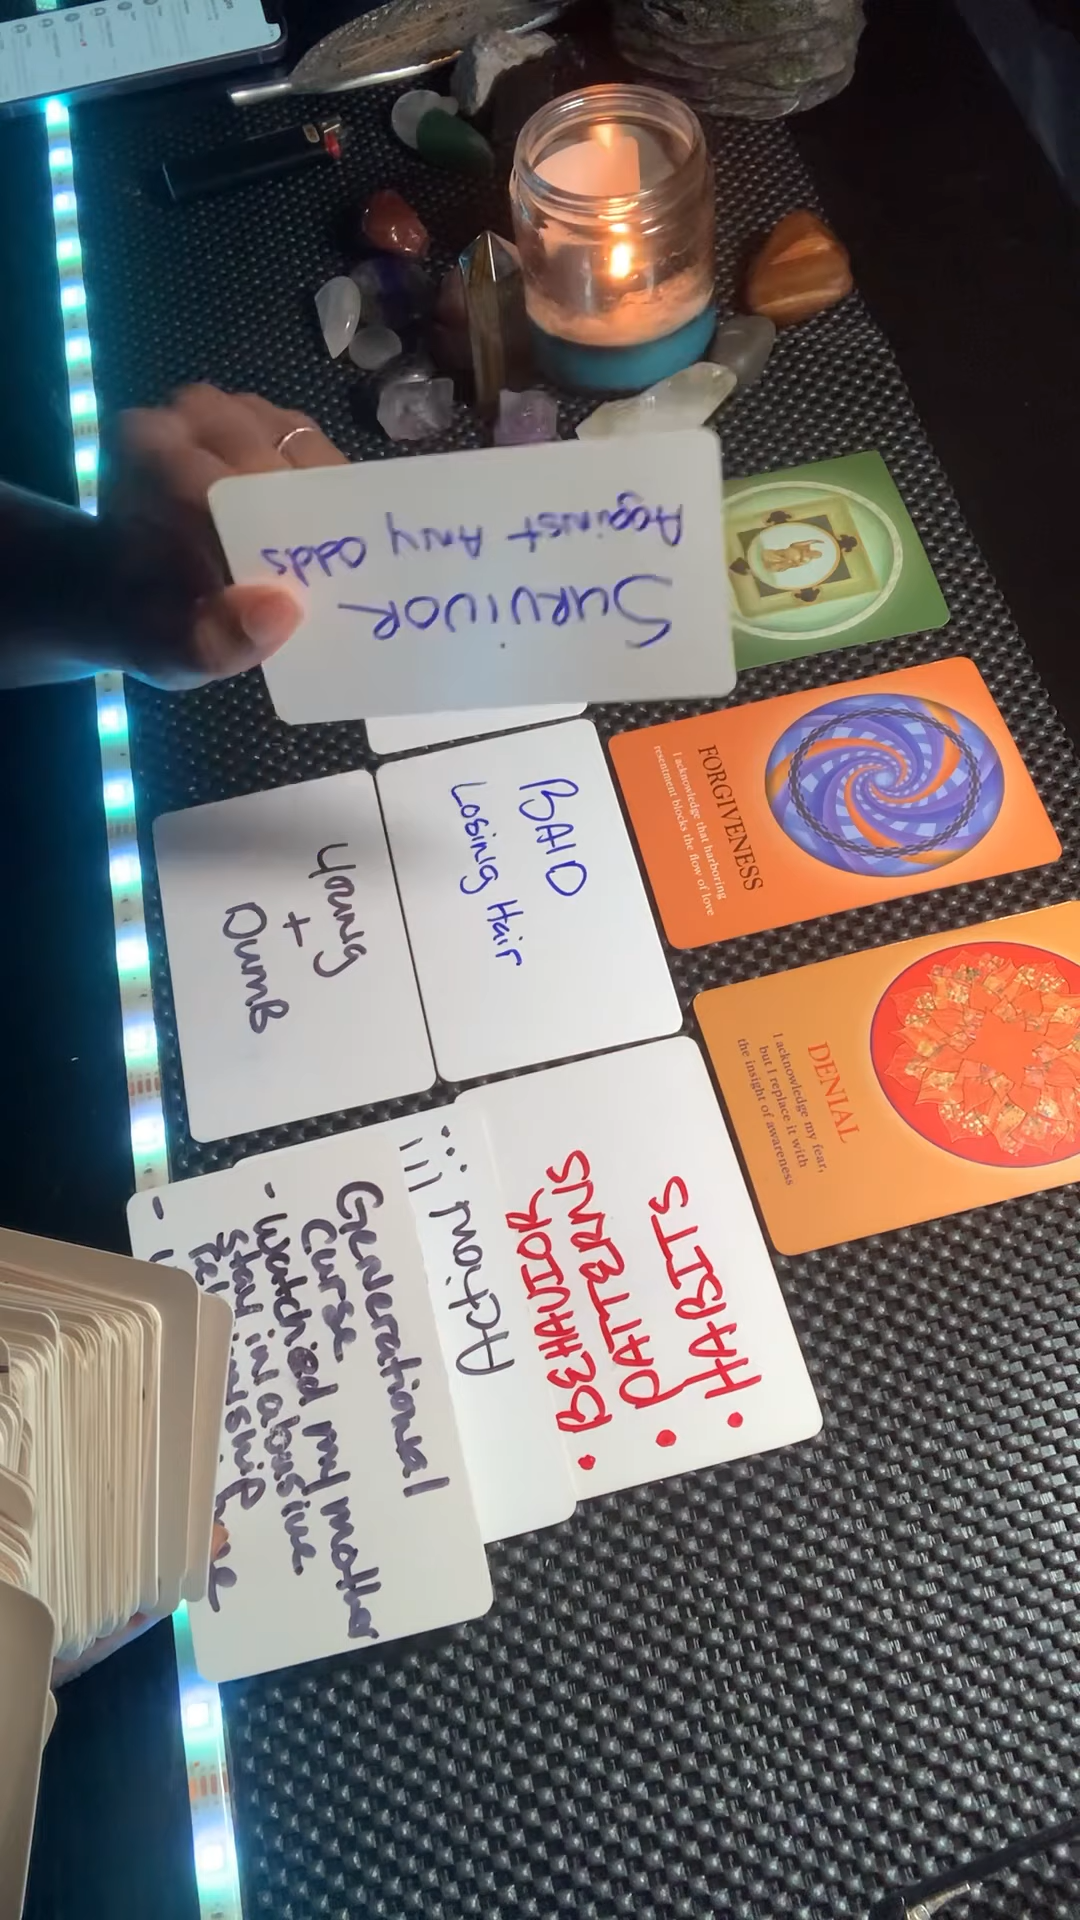 SURVIVOR
Against Any odds
BALD
Losing Hair
Young
+
Dumb
FORGIVENESS
I acknowledge that harboring
resentment blocks the flow of love
DENIAL
I acknowledge my fear,
but I replace it with
the insight of awareness
• HABITS
• PATTERNS
• BEHAVIOR
Action
Generational
Curse
- Watched my mother
Stay in abusive